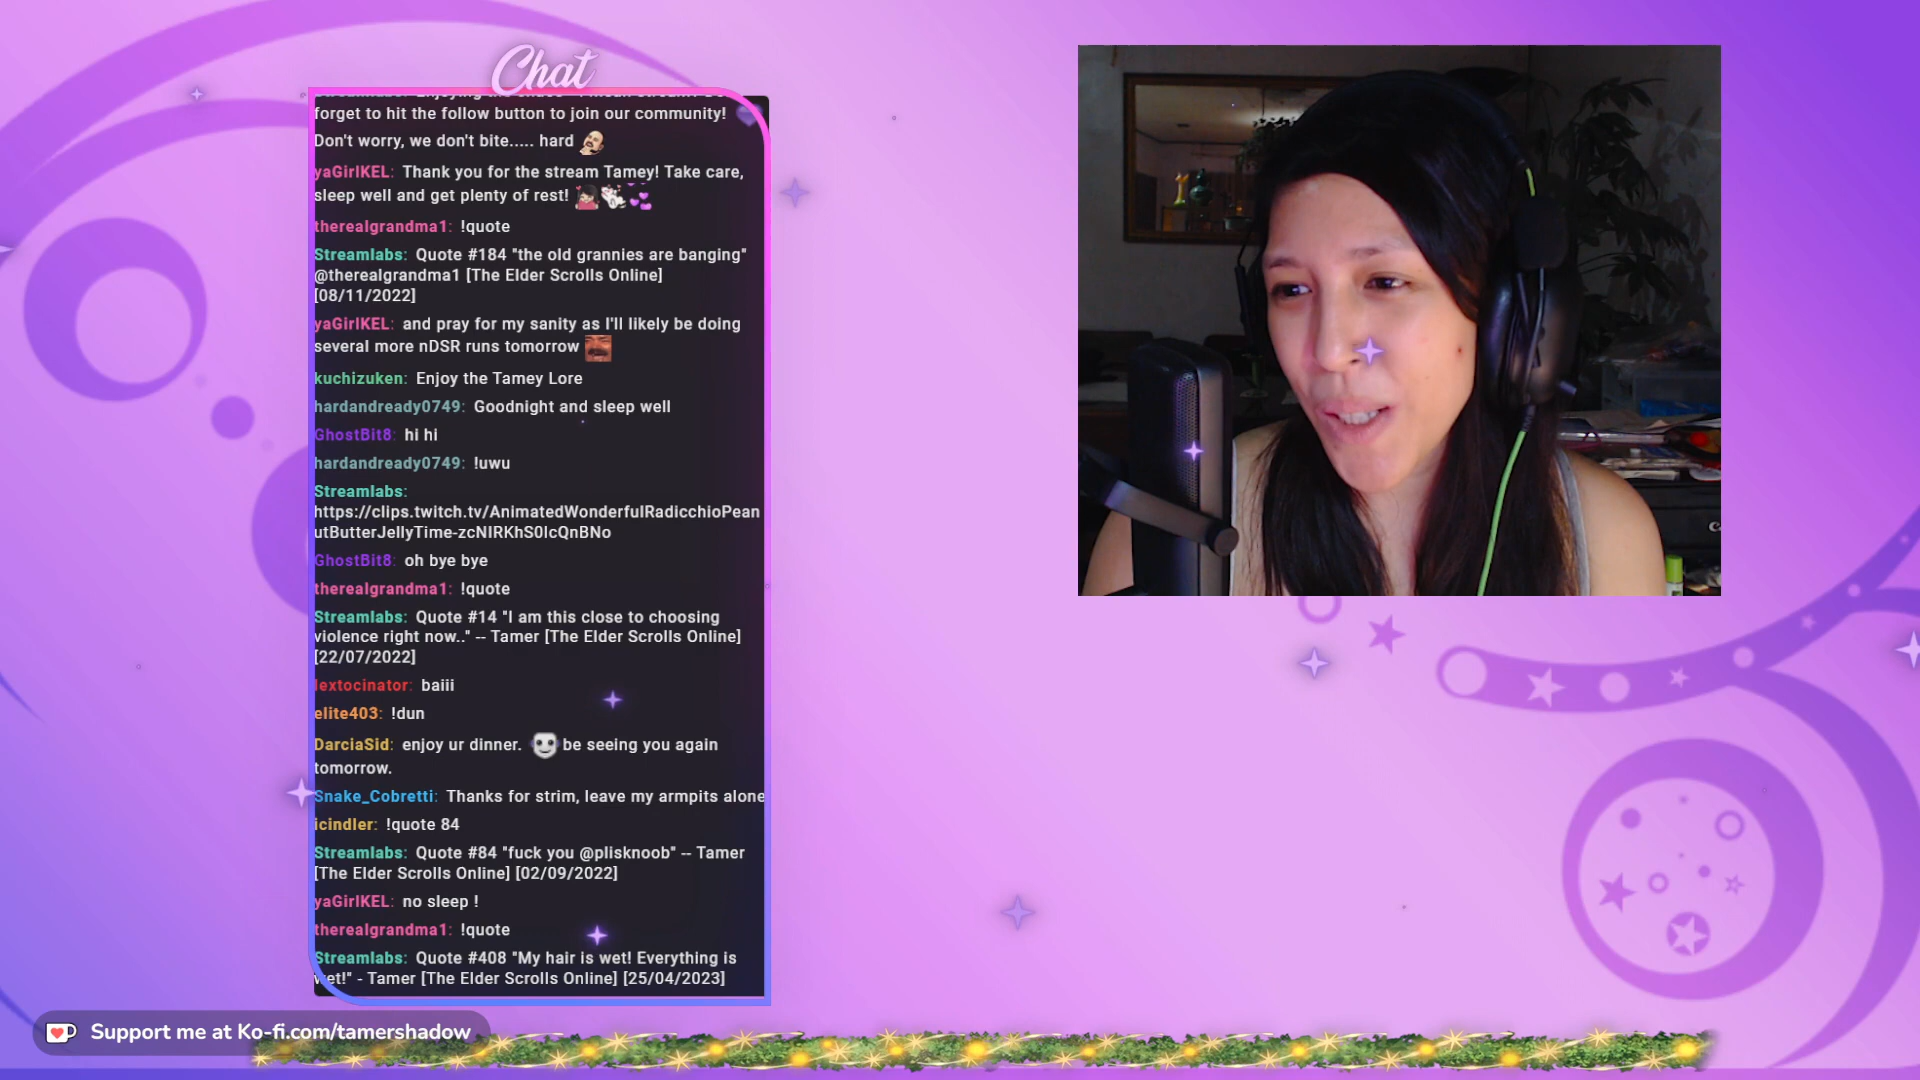 Chat
forget to hit the follow button to join our community!
Don't worry, we don't bite..... hard
yaGirlKEL: Thank you for the stream Tamey! Take care,
sleep well and get plenty of rest!
therealgrandma1: !quote
Streamlabs: Quote #184 "the old grannies are banging"
@therealgrandma1 [The Elder Scrolls Online]
[08/11/2022]
yaGirlKEL: and pray for my sanity as I'll likely be doing
several more nDSR runs tomorrow
kuchizuken: Enjoy the Tamey Lore
hardandready0749: Goodnight and sleep well
GhostBit8: hi hi
hardandready0749: !uwu
Streamlabs:
https://clips.twitch.tv/AnimatedWonderfulRadicchioPean
utButterJellyTime-zcNIRKhS0IcQnBNo
GhostBit8: oh bye bye
therealgrandma1: !quote
Streamlabs: Quote #14 "I am this close to choosing
violence right now.." -- Tamer [The Elder Scrolls Online]
[22/07/2022]
lextocinator: baiii
elite403: !dun
DarciaSid: enjoy ur dinner. be seeing you again
tomorrow.
Snake_Cobretti: Thanks for strim, leave my armpits alone
icindler: !quote 84
Streamlabs: Quote #84 "fuck you @plisknoob" -- Tamer
[The Elder Scrolls Online] [02/09/2022]
yaGirlKEL: no sleep !
therealgrandma1: !quote
Streamlabs: Quote #408 "My hair is wet! Everything is
wet!" - Tamer [The Elder Scrolls Online] [25/04/2023]
Support me at Ko-fi.com/tamershadow